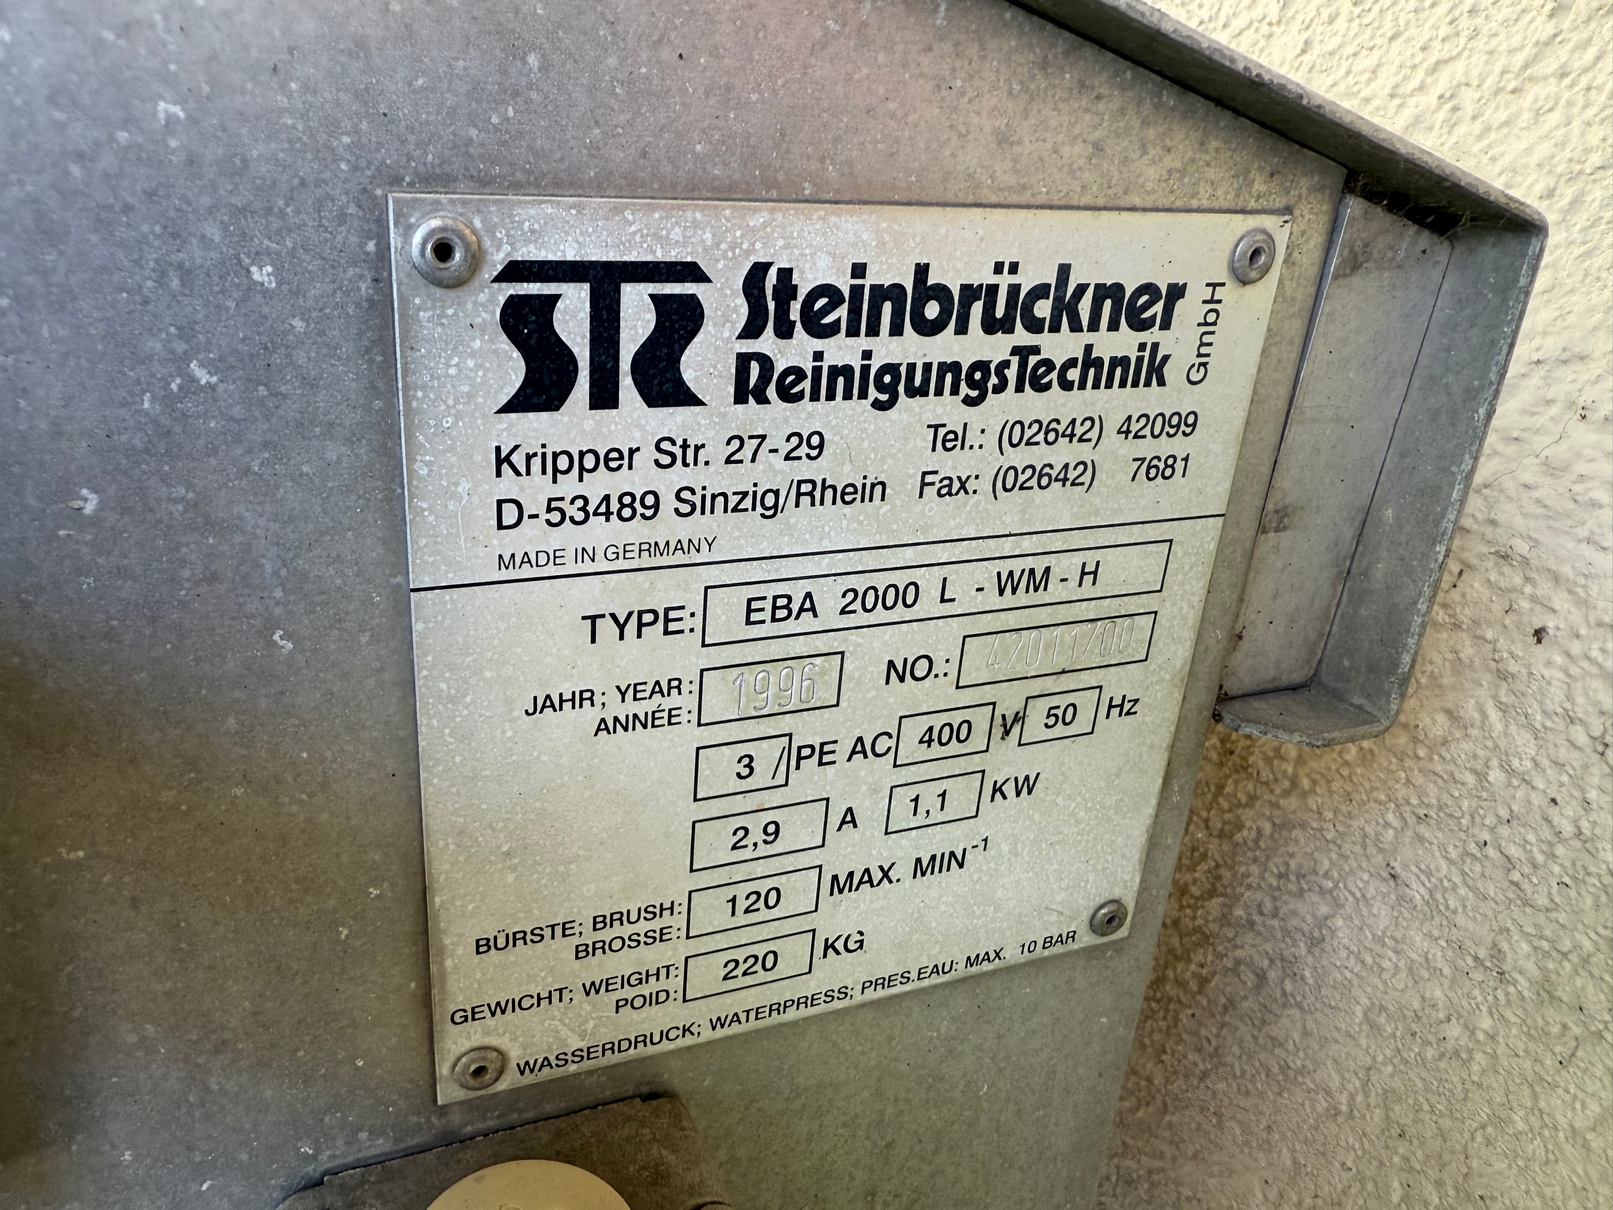 STR Steinbrückner
ReinigungsTechnik GmbH
Kripper Str. 27-29 Tel.: (02642) 42099
D-53489 Sinzig/Rhein Fax: (02642) 7681
MADE IN GERMANY
TYPE: EBA 2000 L - WM - H
JAHR; YEAR: 1996 NO.: 42011/00
ANNÉE:
3 / PE AC 400 V 50 Hz
2,9 A 1,1 KW
BÜRSTE; BRUSH: 120 MAX. MIN⁻¹
BROSSE:
GEWICHT; WEIGHT: 220 KG
POID:
WASSERDRUCK; WATERPRESS; PRES.EAU: MAX. 10 BAR